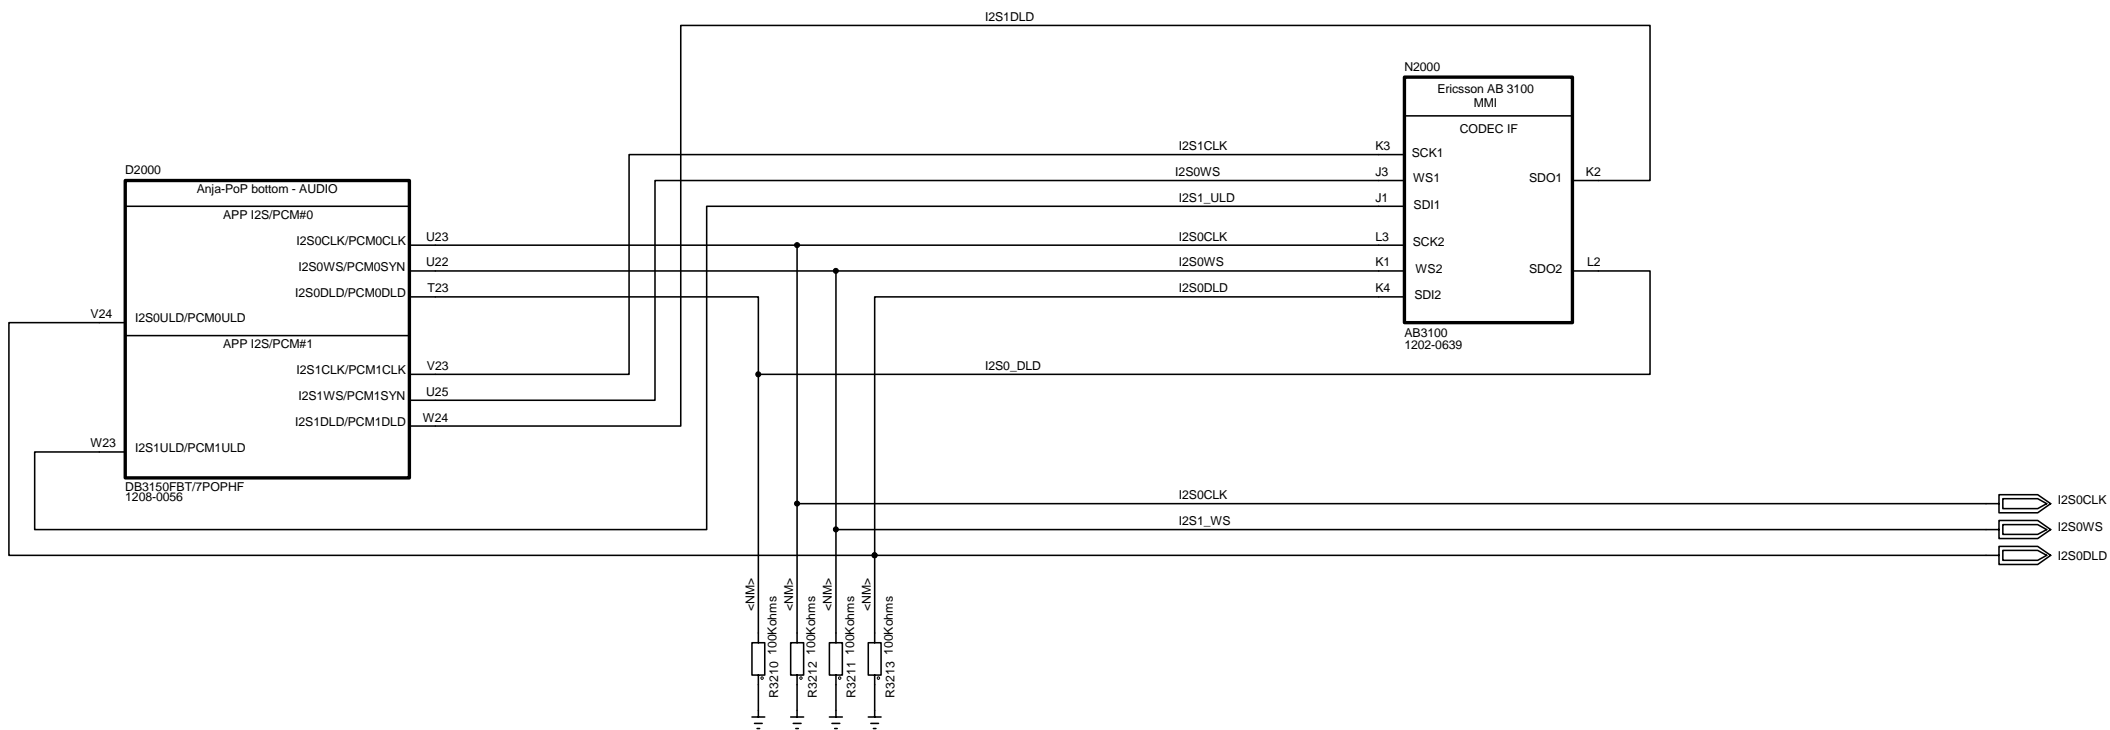 I2S1DLD
N2000
Ericsson AB 3100
MMI
CODEC IF
I2S1CLK
K3
SCK1
I2S0WS
J3
WS1
SDO1
K2
I2S1_ULD
J1
SDI1
I2S0CLK
L3
SCK2
I2S0WS
K1
WS2
SDO2
L2
I2S0DLD
K4
SDI2
AB3100
1202-0639
D2000
Anja-PoP bottom - AUDIO
APP I2S/PCM#0
I2S0CLK/PCM0CLK
U23
I2S0WS/PCM0SYN
U22
I2S0DLD/PCM0DLD
T23
V24
I2S0ULD/PCM0ULD
APP I2S/PCM#1
I2S1CLK/PCM1CLK
V23
I2S1WS/PCM1SYN
U25
I2S1DLD/PCM1DLD
W24
W23
I2S1ULD/PCM1ULD
DB3150FBT/7POPHF
1208-0056
I2S0_DLD
I2S0CLK
I2S0CLK
I2S1_WS
I2S0WS
I2S0DLD
<NM>
R3210 100Kohms
<NM>
R3212 100Kohms
<NM>
R3211 100Kohms
<NM>
R3213 100Kohms